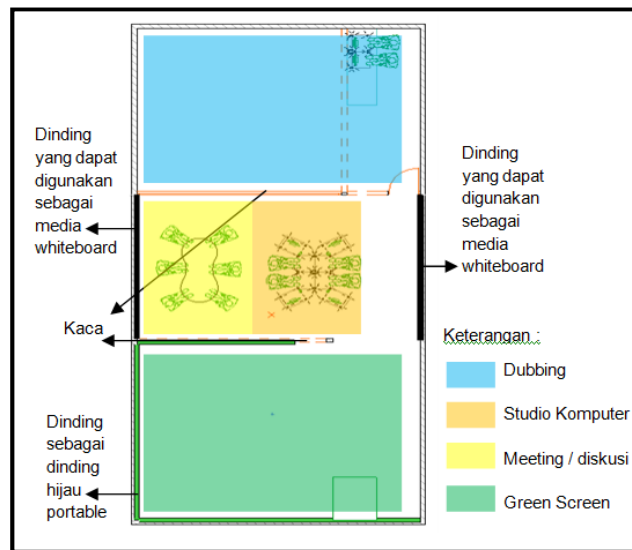 Dinding
yang dapat
digunakan
sebagai
media
whiteboard
Dinding
yang dapat
digunakan
sebagai
media
whiteboard
Kaca
Keterangan :
Dubbing
Studio Komputer
Meeting / diskusi
Green Screen
Dinding
sebagai
dinding
hijau
portable